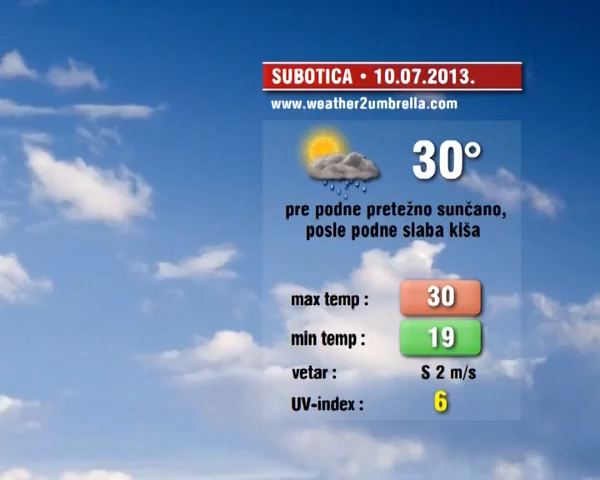 SUBOTICA • 10.07.2013.
www.weather2umbrella.com
30°
pre podne pretežno sunčano,
posle podne slaba kiša
max temp : 30
min temp : 19
vetar : S 2 m/s
UV-index : 6